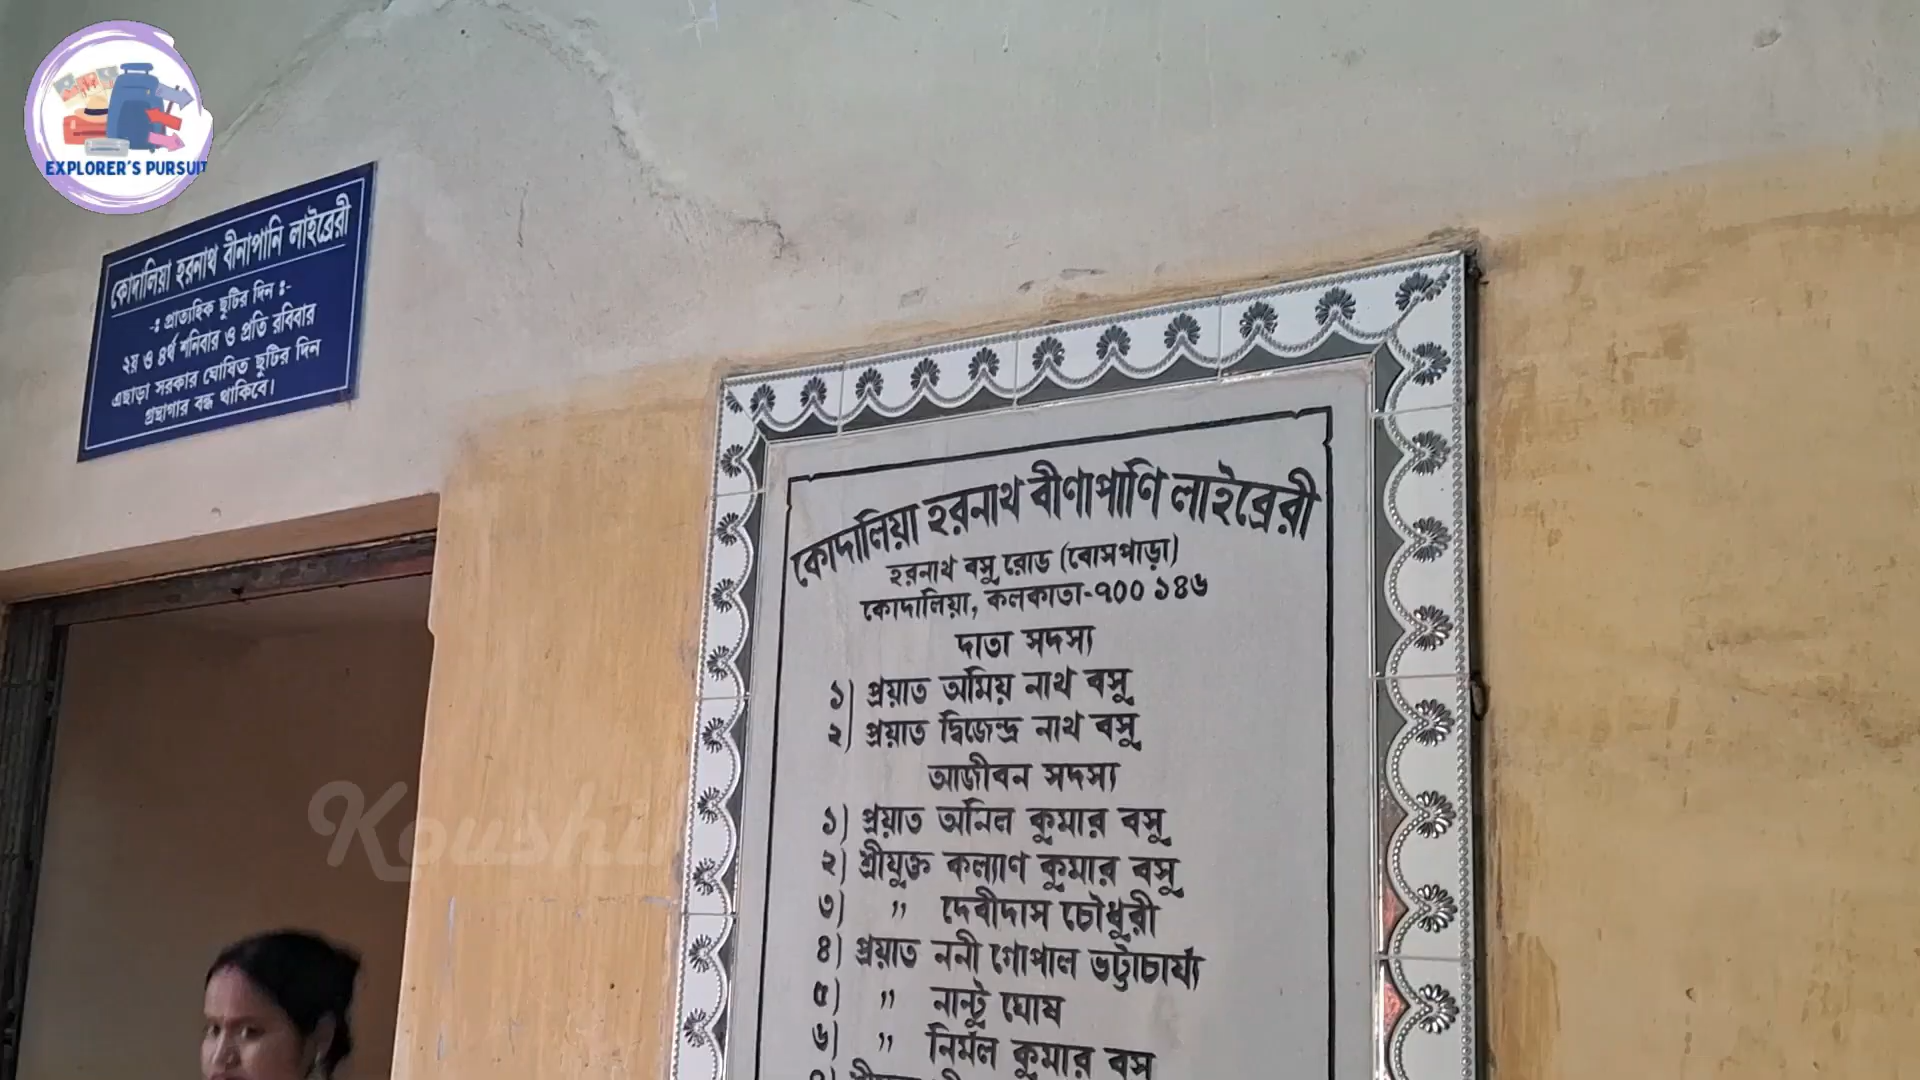 EXPLORER'S PURSUIT
কোদালিয়া হরনাথ বীনাপানি লাইব্রেরী
-ঃ প্রাত্যহিক ছুটির দিন ঃ-
২য় ও ৪র্থ শনিবার ও প্রতি রবিবার
এছাড়া সরকার ঘোষিত ছুটির দিন
গ্রন্থাগার বন্ধ থাকিবে।
কোদালিয়া হরনাথ বীণাপাণি লাইব্রেরী
হরনাথ বসু রোড (বোসপাড়া)
কোদালিয়া, কলকাতা-৭০০ ১৪৬
দাতা সদস্য
১) প্রয়াত অমিয় নাথ বসু
২) প্রয়াত দ্বিজেন্দ্র নাথ বসু
আজীবন সদস্য
১) প্রয়াত অনিল কুমার বসু
২) শ্রীযুক্ত কল্যাণ কুমার বসু
৩) ,, দেবীদাস চৌধুরী
৪) প্রয়াত ননী গোপাল ভট্টাচার্য্য
৫) ,, নান্টু ঘোষ
৬) ,, নির্মল কুমার বসু